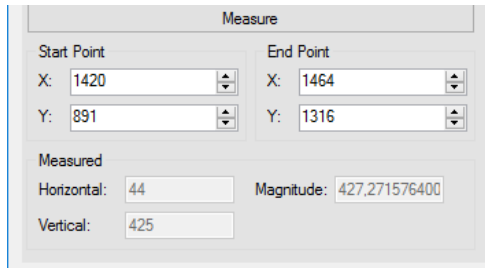 Measure
Start Point
End Point
X: 1420
X: 1464
Y: 891
Y: 1316
Measured
Horizontal: 44
Magnitude: 427,271576400
Vertical: 425